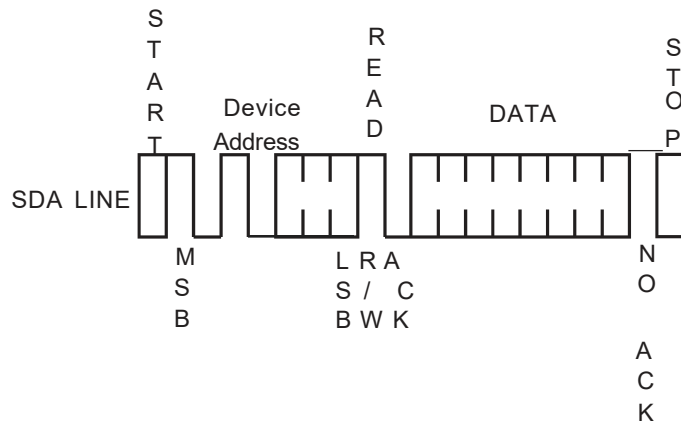 START
READ
STOP
Device
Address
DATA
SDA LINE
MSB
LSB
R/W
ACK
NO ACK